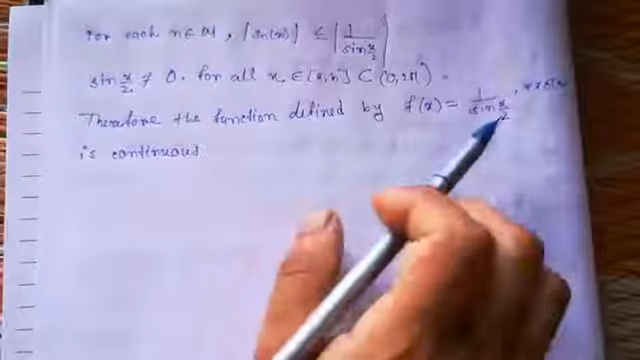 For each n ∈ ℕ, |Sn(x)| ≤ |1/sin x/2|
sin x/2 ≠ 0. for all x ∈ [a,b] ⊂ (0,2π).
Therefore the function defined by f(x) = 1/sin x/2, ∀ x ∈
is continuous